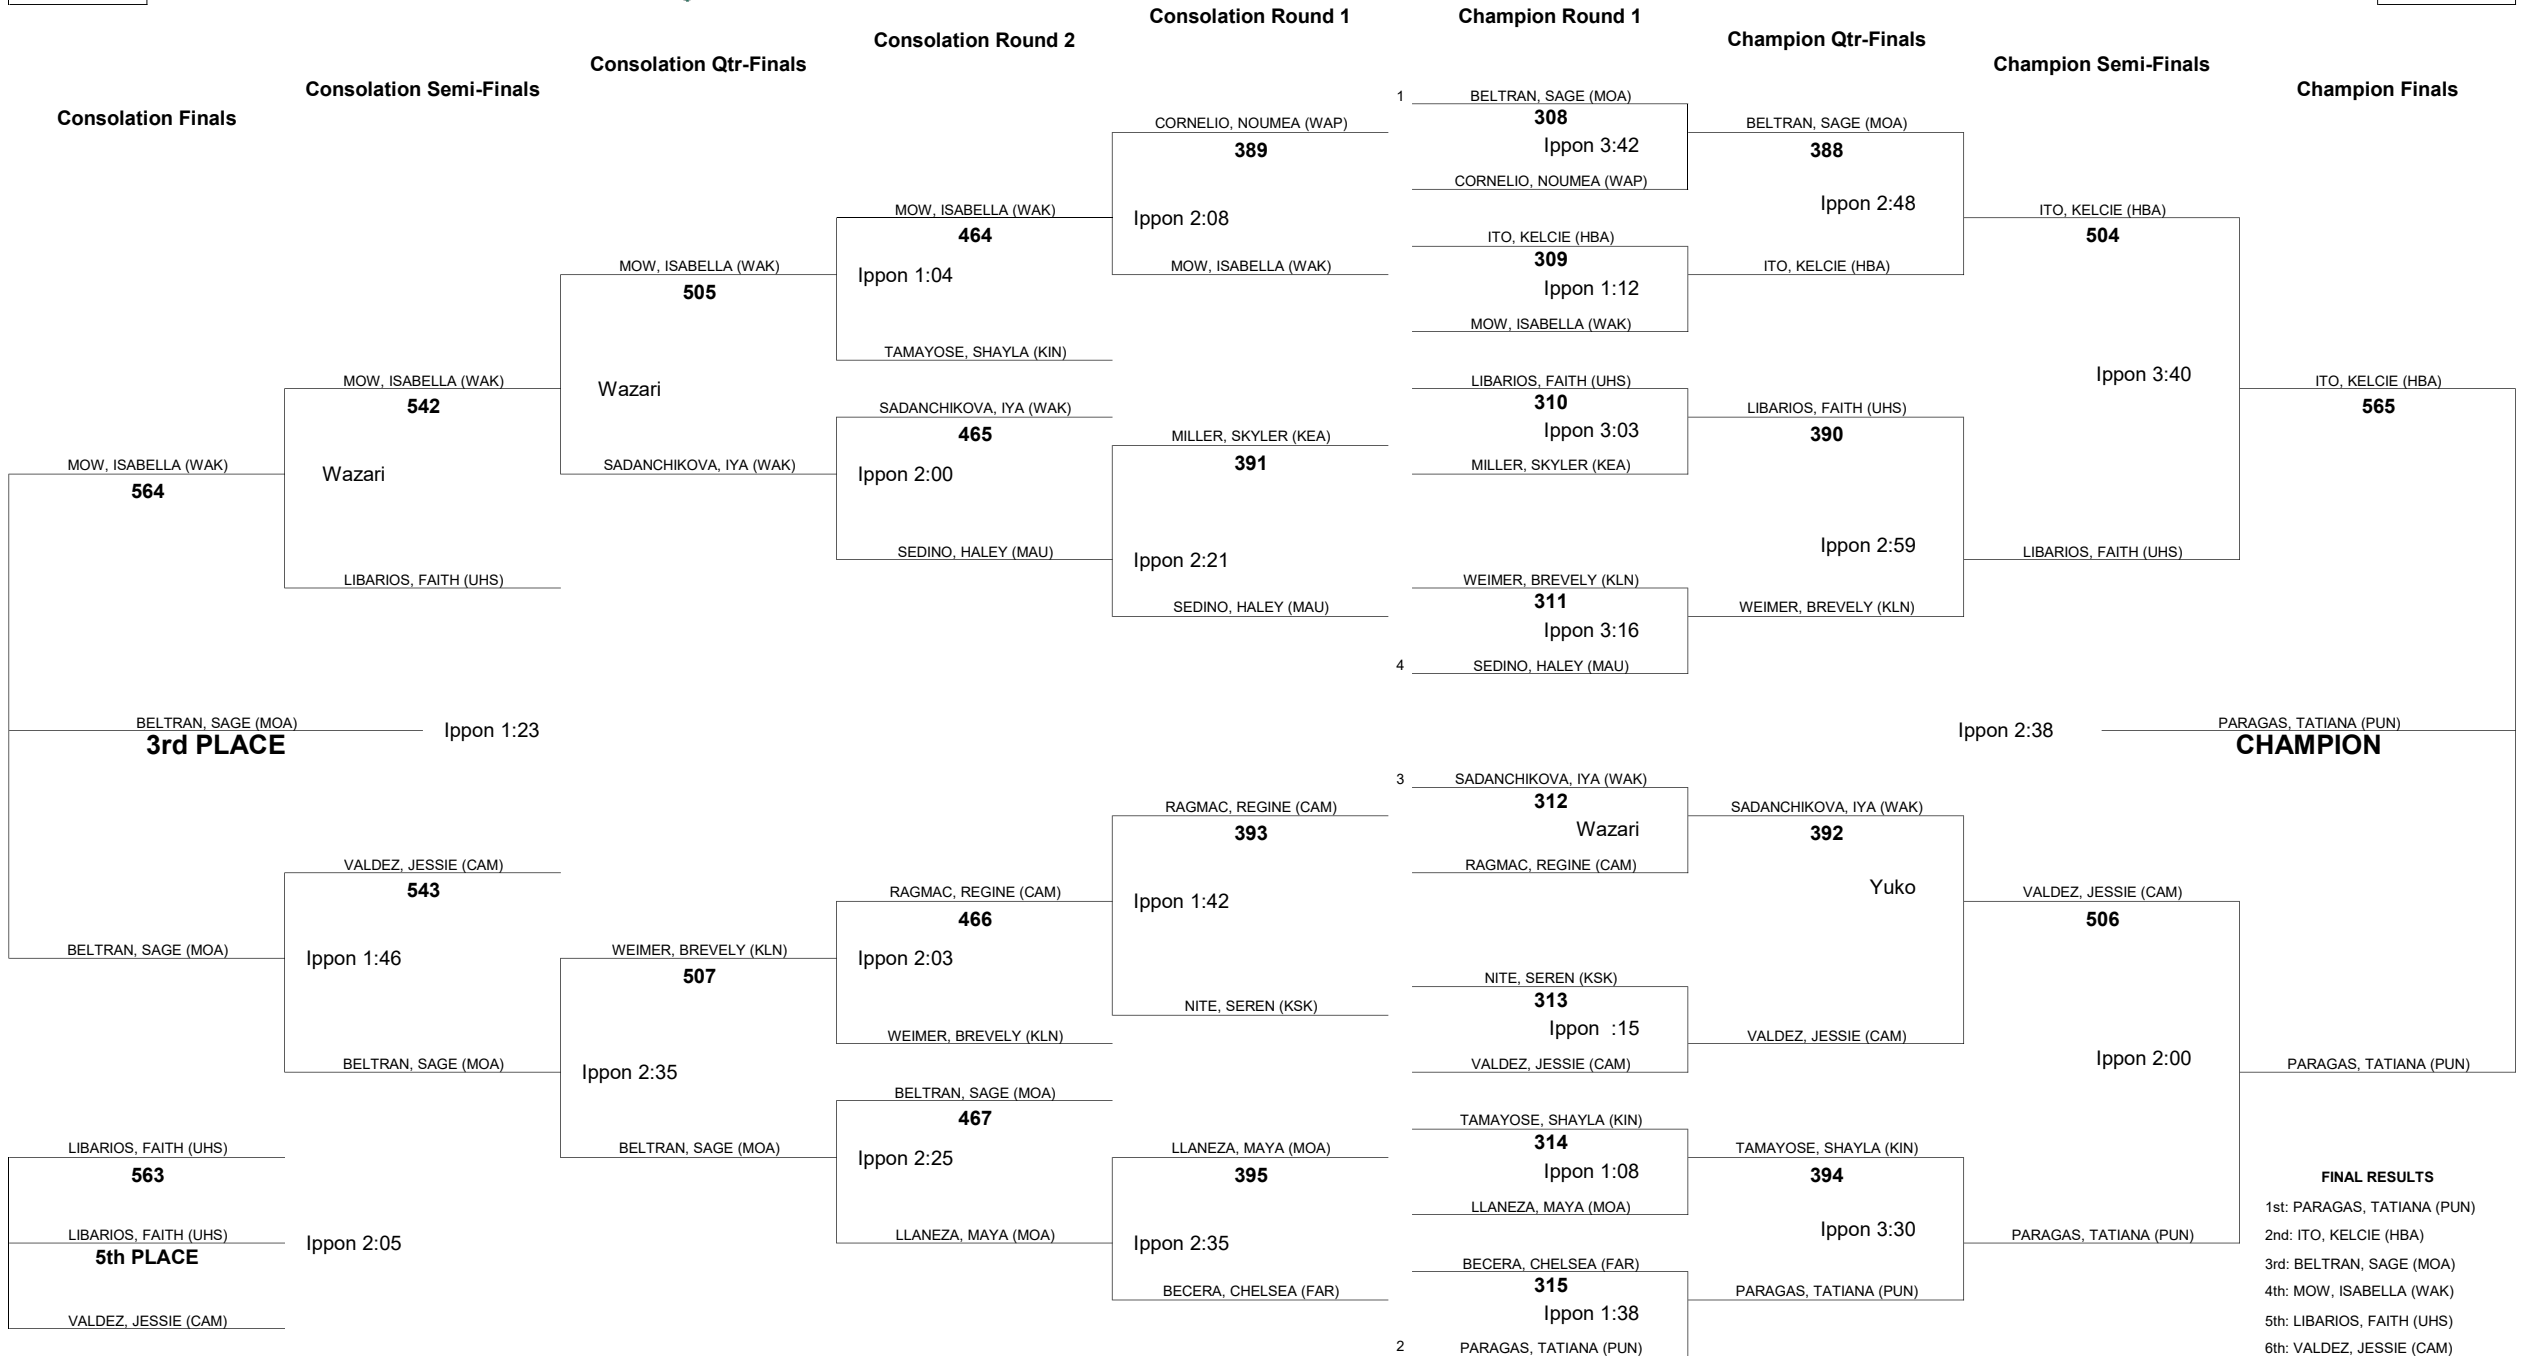 Consolation Round 1
Champion Round 1
Consolation Round 2
Champion Qtr-Finals
Consolation Qtr-Finals
Champion Semi-Finals
Consolation Semi-Finals
Champion Finals
Consolation Finals
MOW, ISABELLA (WAK)
564
BELTRAN, SAGE (MOA)
3rd PLACE
Ippon 1:23
BELTRAN, SAGE (MOA)
LIBARIOS, FAITH (UHS)
563
LIBARIOS, FAITH (UHS)
5th PLACE
Ippon 2:05
VALDEZ, JESSIE (CAM)
MOW, ISABELLA (WAK)
542
Wazari
LIBARIOS, FAITH (UHS)
VALDEZ, JESSIE (CAM)
543
Ippon 1:46
BELTRAN, SAGE (MOA)
MOW, ISABELLA (WAK)
505
Wazari
SADANCHIKOVA, IYA (WAK)
WEIMER, BREVELY (KLN)
507
Ippon 2:35
BELTRAN, SAGE (MOA)
MOW, ISABELLA (WAK)
464
Ippon 1:04
TAMAYOSE, SHAYLA (KIN)
SADANCHIKOVA, IYA (WAK)
465
Ippon 2:00
SEDINO, HALEY (MAU)
RAGMAC, REGINE (CAM)
466
Ippon 2:03
WEIMER, BREVELY (KLN)
BELTRAN, SAGE (MOA)
467
Ippon 2:25
LLANEZA, MAYA (MOA)
CORNELIO, NOUMEA (WAP)
389
Ippon 2:08
MOW, ISABELLA (WAK)
MILLER, SKYLER (KEA)
391
Ippon 2:21
SEDINO, HALEY (MAU)
RAGMAC, REGINE (CAM)
393
Ippon 1:42
NITE, SEREN (KSK)
LLANEZA, MAYA (MOA)
395
Ippon 2:35
BECERA, CHELSEA (FAR)
1 BELTRAN, SAGE (MOA)
308
Ippon 3:42
CORNELIO, NOUMEA (WAP)
ITO, KELCIE (HBA)
309
Ippon 1:12
MOW, ISABELLA (WAK)
LIBARIOS, FAITH (UHS)
310
Ippon 3:03
MILLER, SKYLER (KEA)
WEIMER, BREVELY (KLN)
311
Ippon 3:16
4 SEDINO, HALEY (MAU)
3 SADANCHIKOVA, IYA (WAK)
312
Wazari
RAGMAC, REGINE (CAM)
NITE, SEREN (KSK)
313
Ippon :15
VALDEZ, JESSIE (CAM)
TAMAYOSE, SHAYLA (KIN)
314
Ippon 1:08
LLANEZA, MAYA (MOA)
BECERA, CHELSEA (FAR)
315
Ippon 1:38
2 PARAGAS, TATIANA (PUN)
BELTRAN, SAGE (MOA)
388
Ippon 2:48
ITO, KELCIE (HBA)
LIBARIOS, FAITH (UHS)
390
Ippon 2:59
WEIMER, BREVELY (KLN)
SADANCHIKOVA, IYA (WAK)
392
Yuko
VALDEZ, JESSIE (CAM)
TAMAYOSE, SHAYLA (KIN)
394
Ippon 3:30
PARAGAS, TATIANA (PUN)
ITO, KELCIE (HBA)
504
Ippon 3:40
LIBARIOS, FAITH (UHS)
VALDEZ, JESSIE (CAM)
506
Ippon 2:00
PARAGAS, TATIANA (PUN)
ITO, KELCIE (HBA)
565
Ippon 2:38
PARAGAS, TATIANA (PUN)
CHAMPION
PARAGAS, TATIANA (PUN)
FINAL RESULTS
1st: PARAGAS, TATIANA (PUN)
2nd: ITO, KELCIE (HBA)
3rd: BELTRAN, SAGE (MOA)
4th: MOW, ISABELLA (WAK)
5th: LIBARIOS, FAITH (UHS)
6th: VALDEZ, JESSIE (CAM)